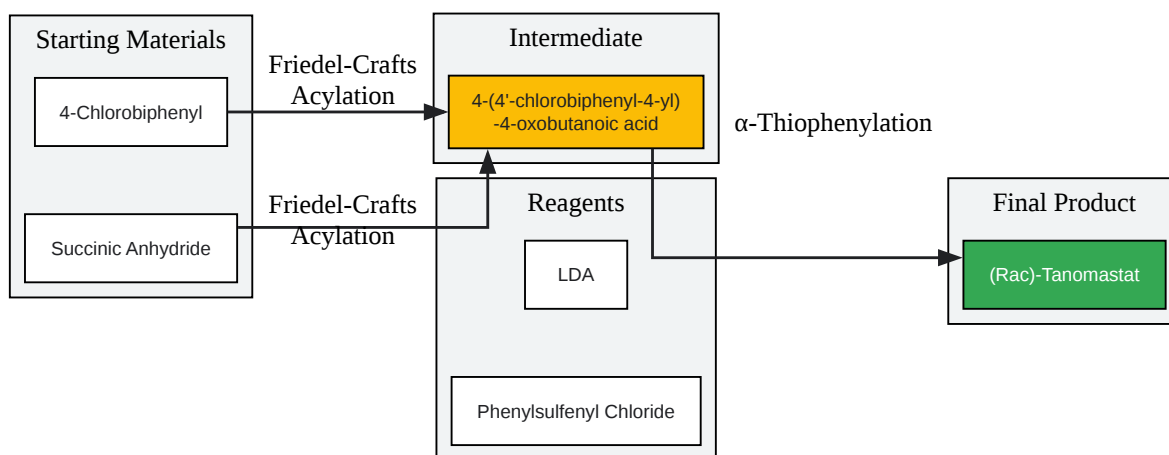 Starting Materials
4-Chlorobiphenyl
Succinic Anhydride
Friedel-Crafts
Acylation
Friedel-Crafts
Acylation
Intermediate
4-(4'-chlorobiphenyl-4-yl)
-4-oxobutanoic acid
α-Thiophenylation
Reagents
LDA
Phenylsulfenyl Chloride
Final Product
(Rac)-Tanomastat